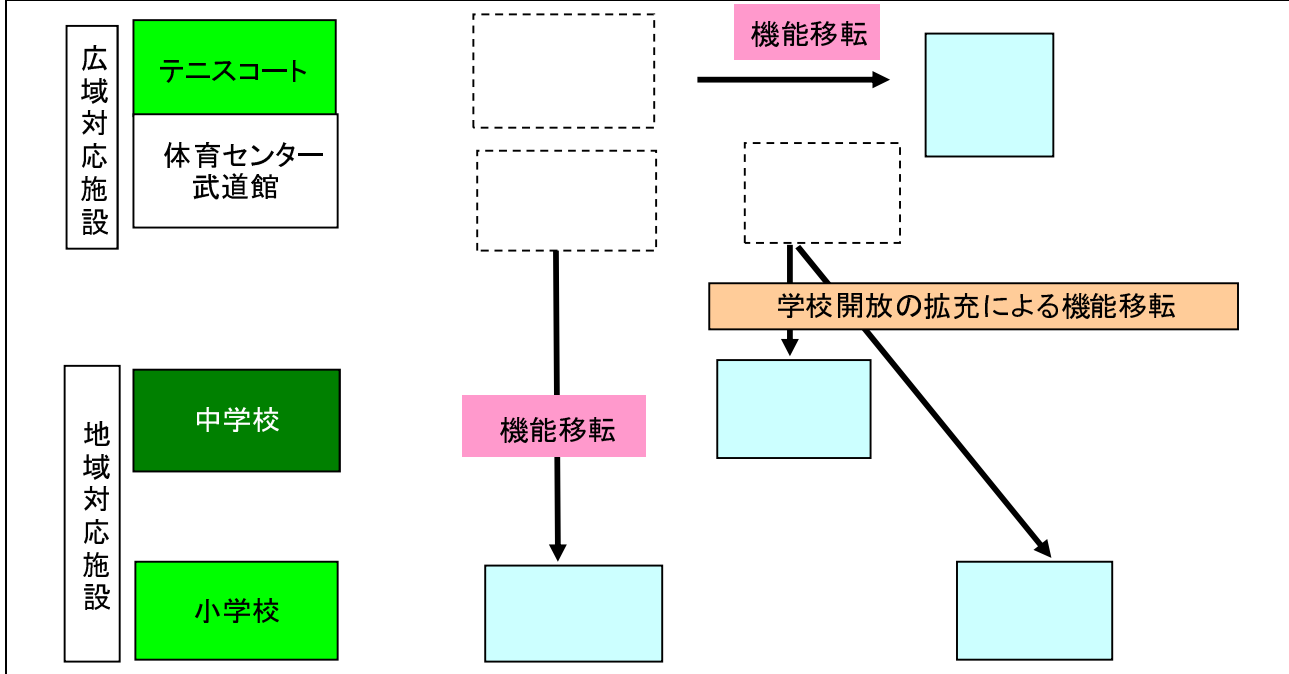 広域対応施設
テニスコート
体育センター
武道館
機能移転
学校開放の拡充による機能移転
地域対応施設
中学校
機能移転
小学校